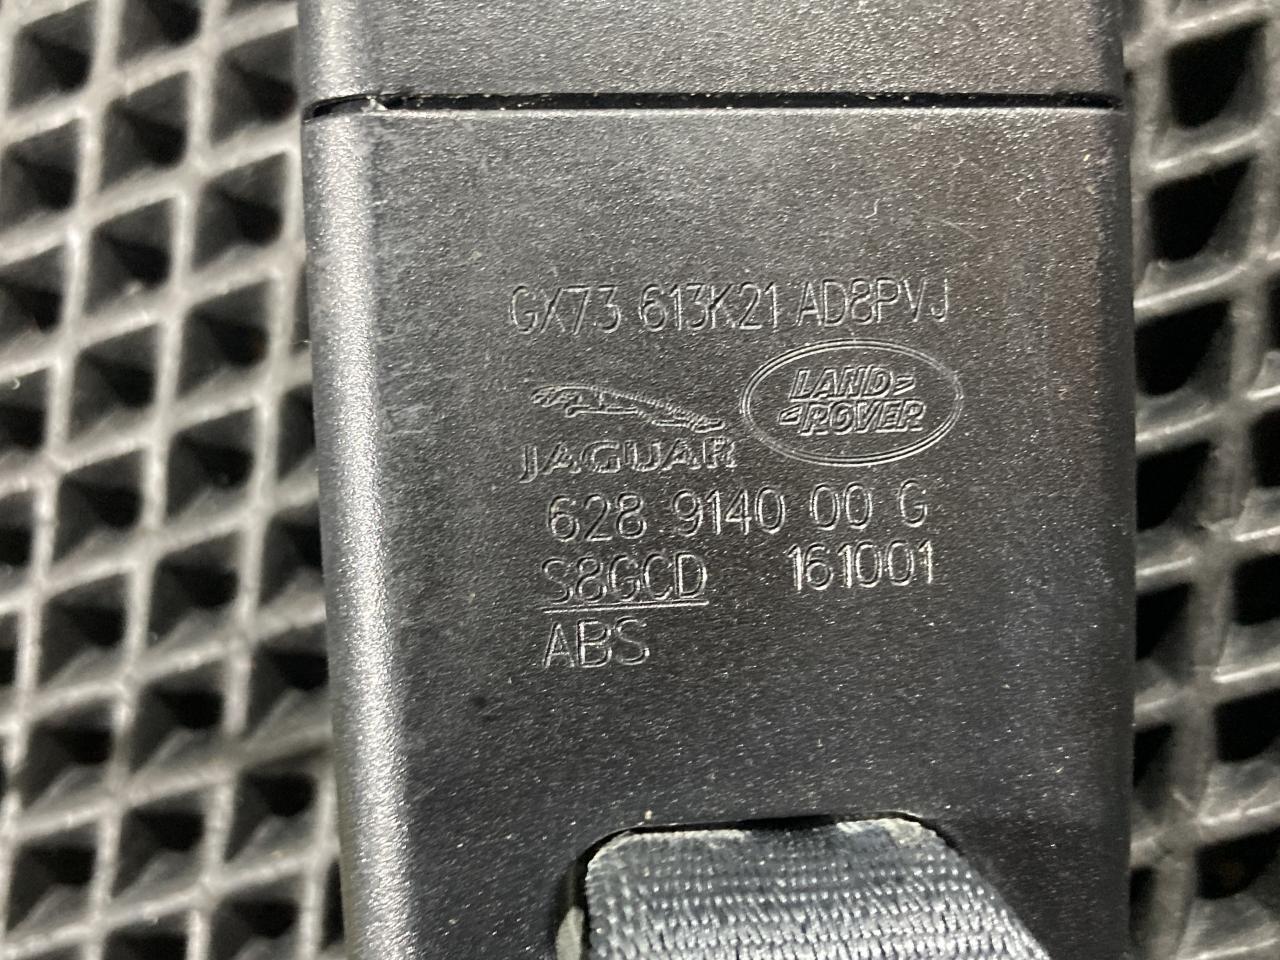 GX73 613K21 AD8PVJ
LAND
ROVER
JAGUAR
628 9140 00 G
S8GCD 161001
ABS